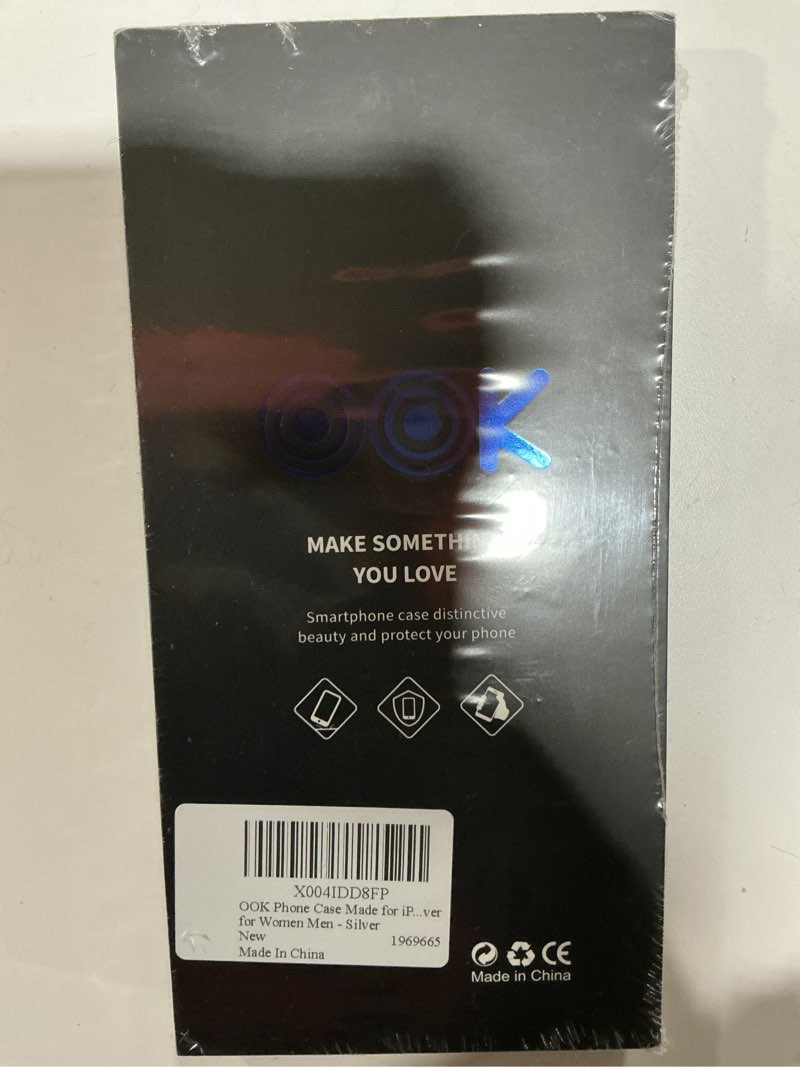 OOK
MAKE SOMETHING
YOU LOVE
Smartphone case distinctive
beauty and protect your phone
X004IDD8FP
OOK Phone Case Made for iP...ver
for Women Men - Silver
New 1969665
Made In China
CE
Made in China